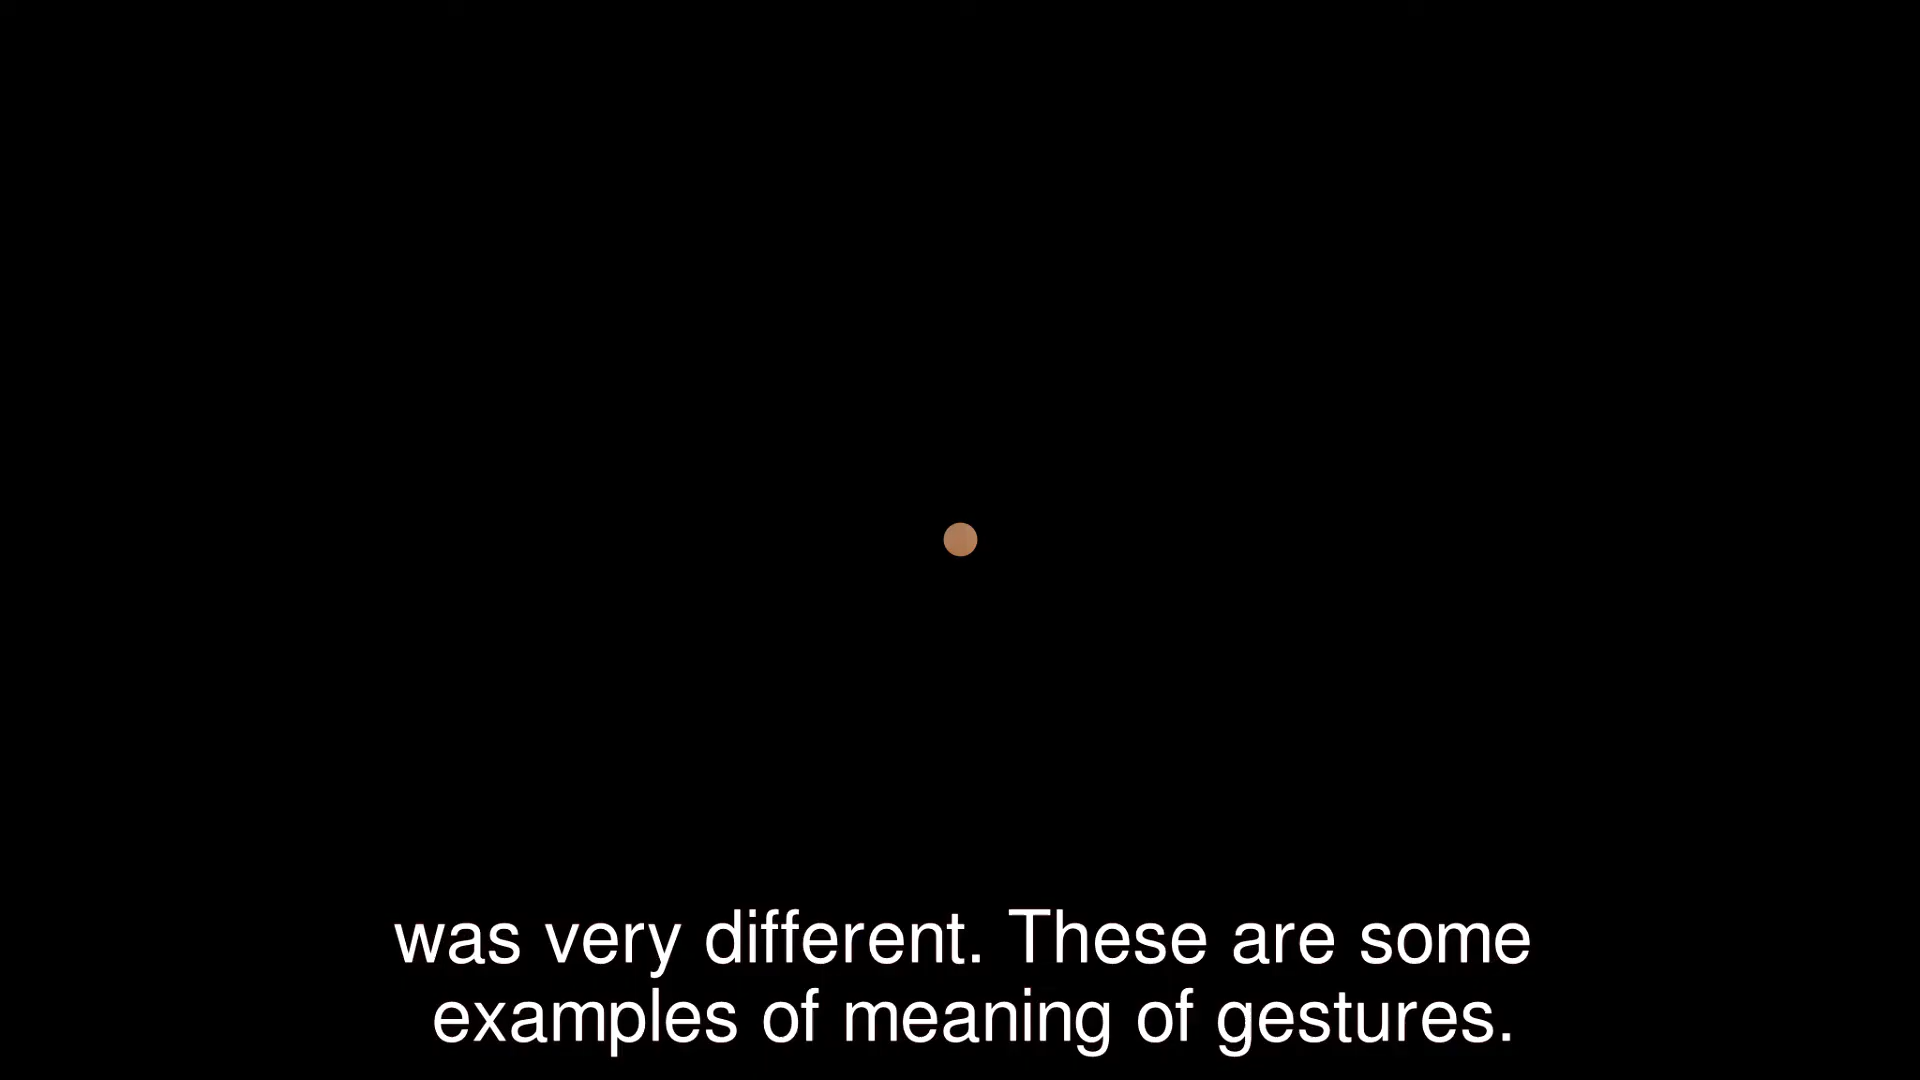 was very different. These are some
examples of meaning of gestures.